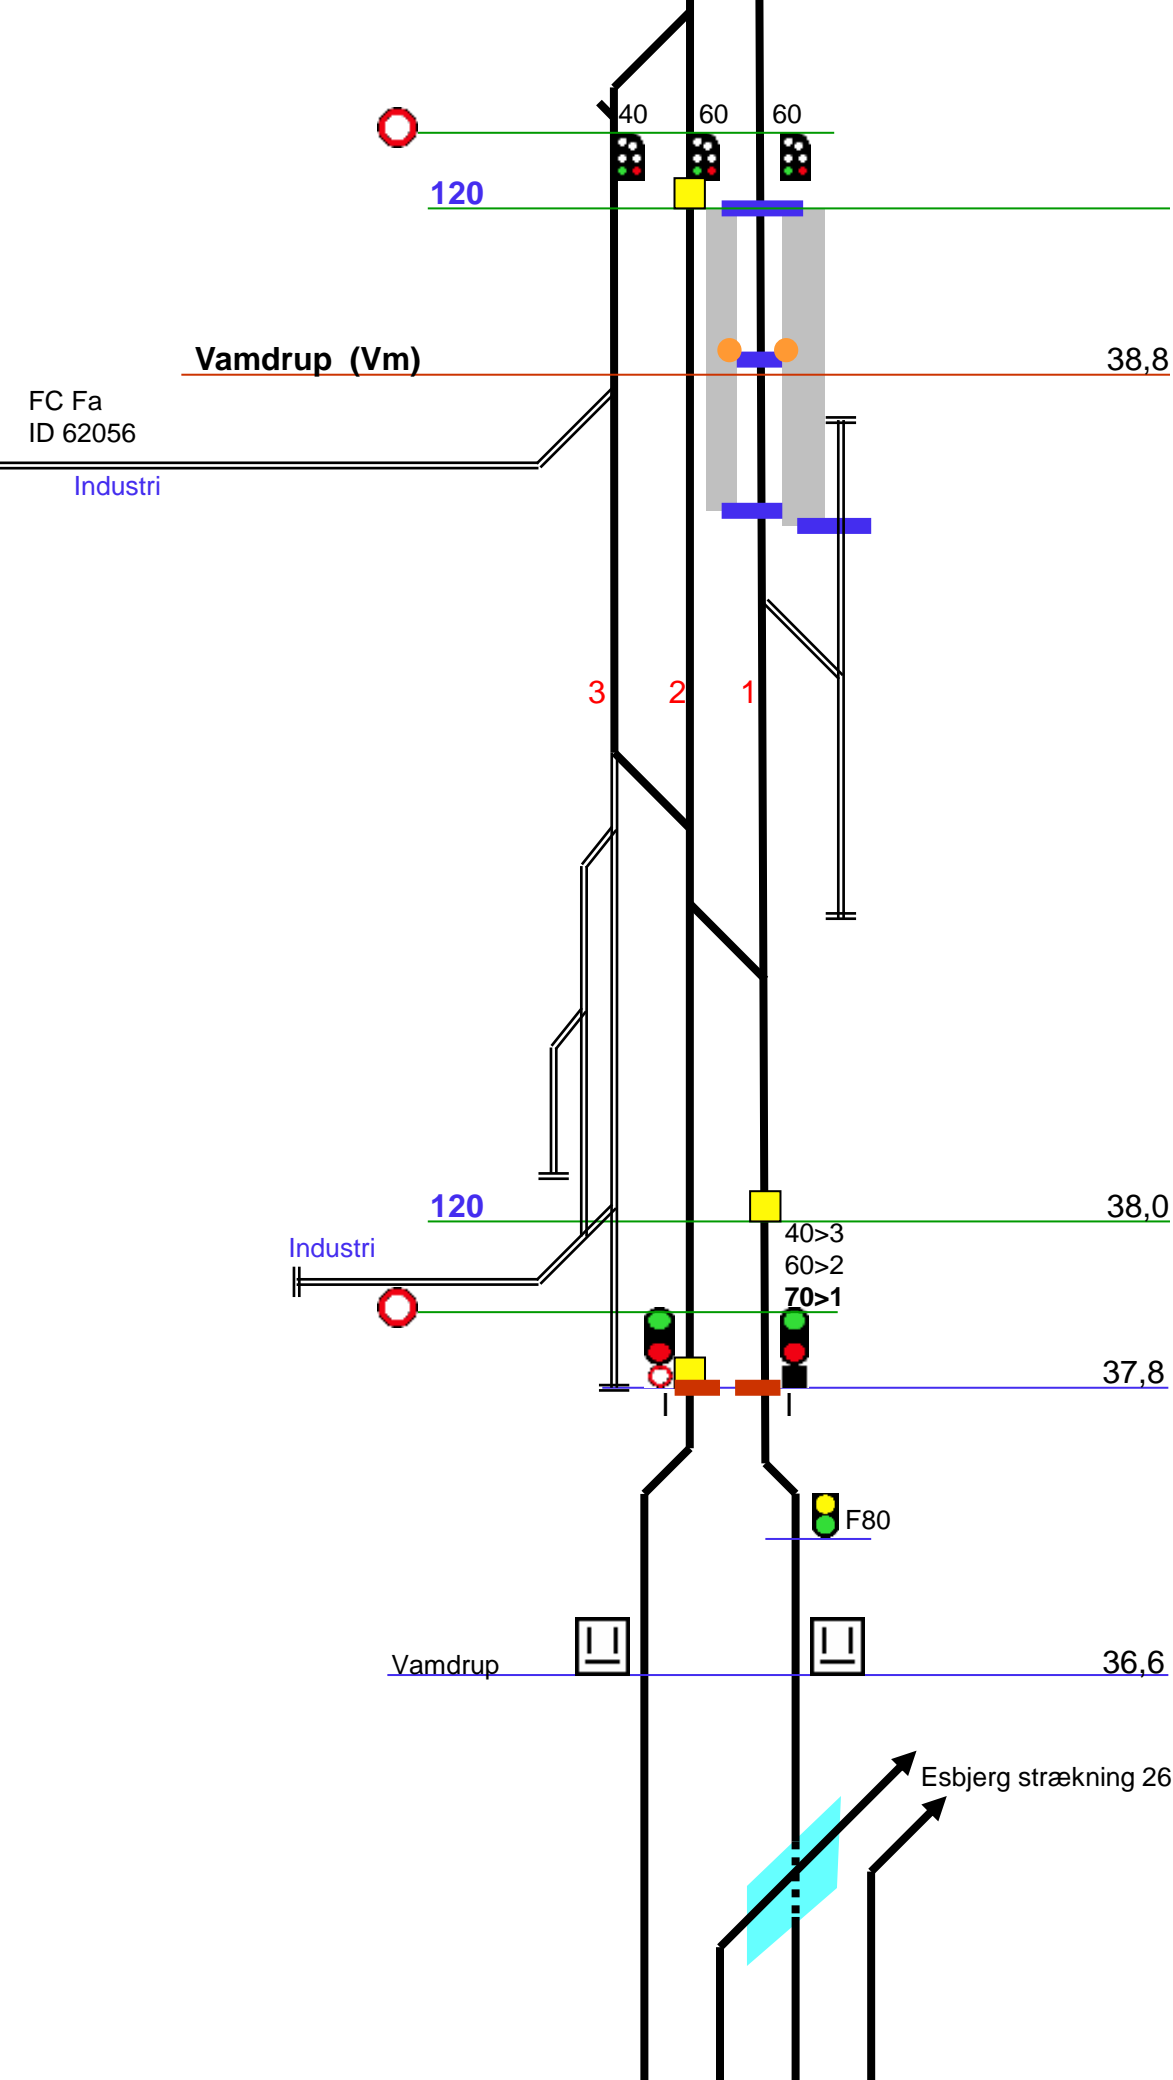 40 60 60
120
Vamdrup (Vm) 38,8
FC Fa
ID 62056
Industri
3 2 1
120 38,0
40>3
Industri
60>2
70>1
37,8
F80
Vamdrup 36,6
Esbjerg strækning 26